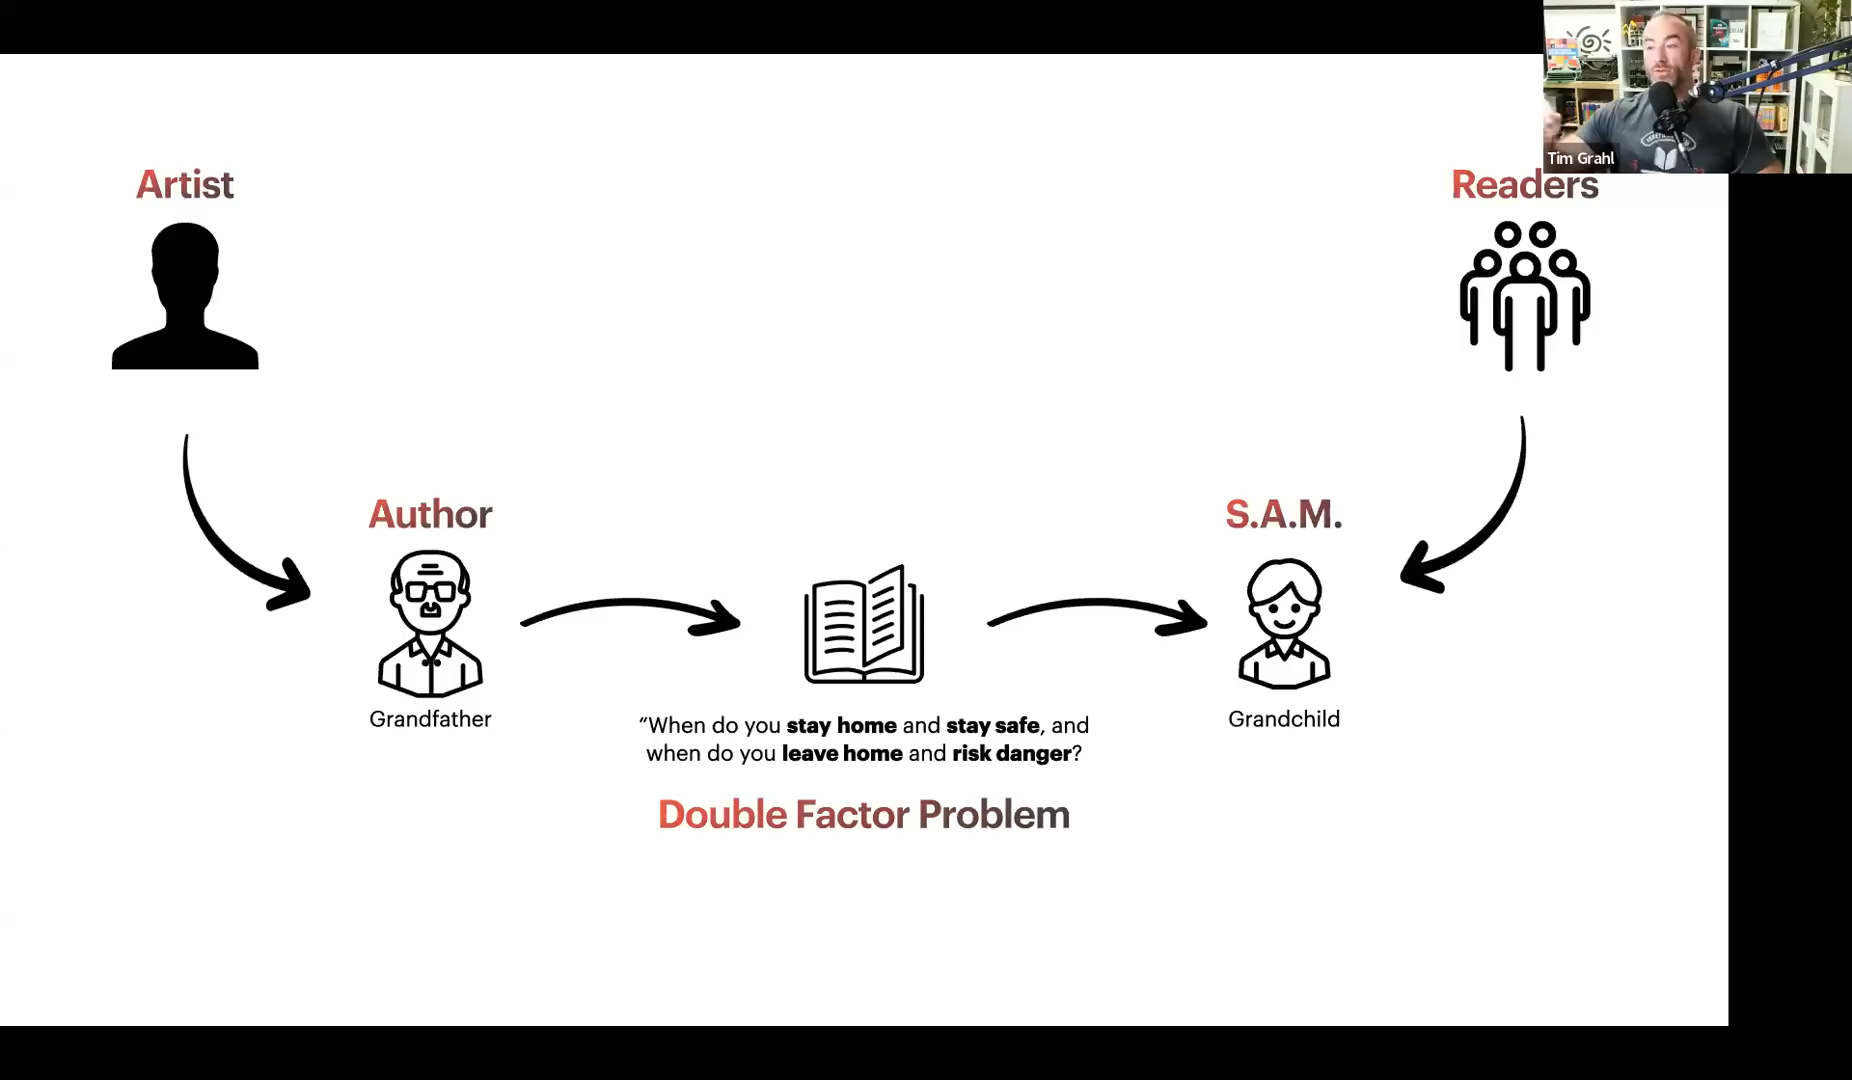 Tim Grahl
Artist
Readers
Author
S.A.M.
Grandfather
Grandchild
“When do you stay home and stay safe, and
when do you leave home and risk danger?
Double Factor Problem